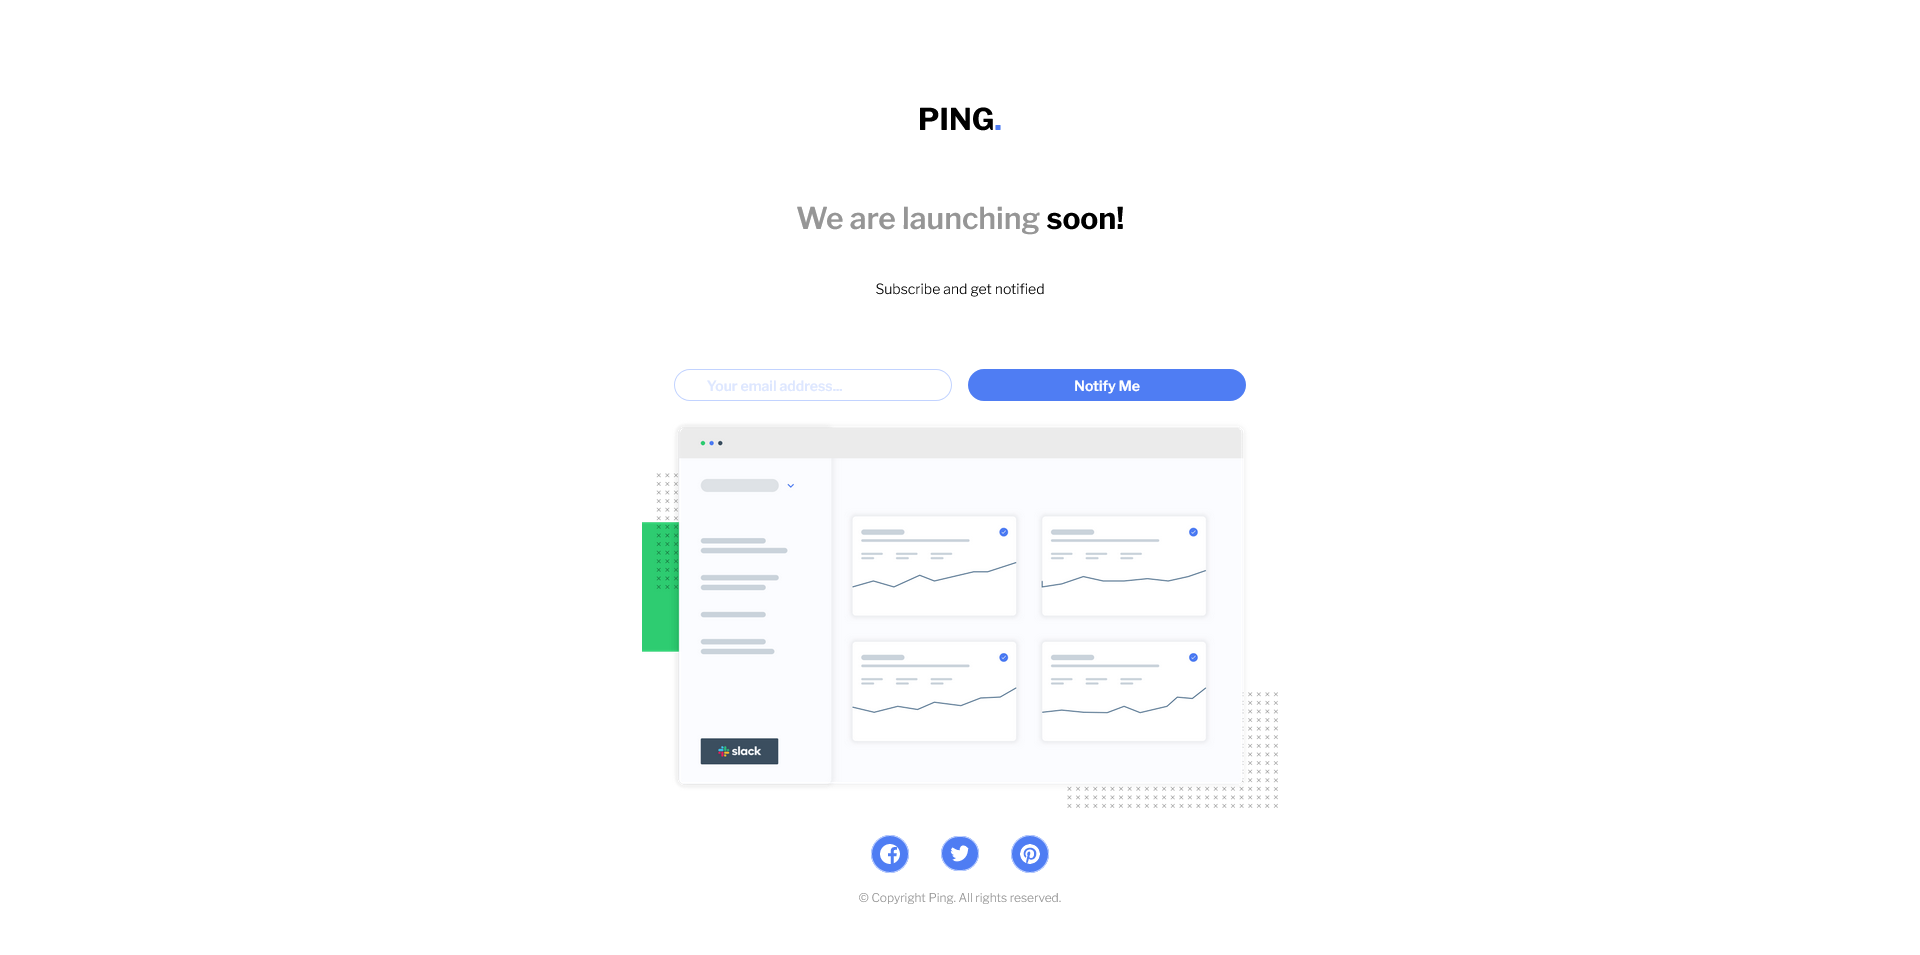 PING.
We are launching soon!
Subscribe and get notified
Your email address...
Notify Me
slack
© Copyright Ping. All rights reserved.